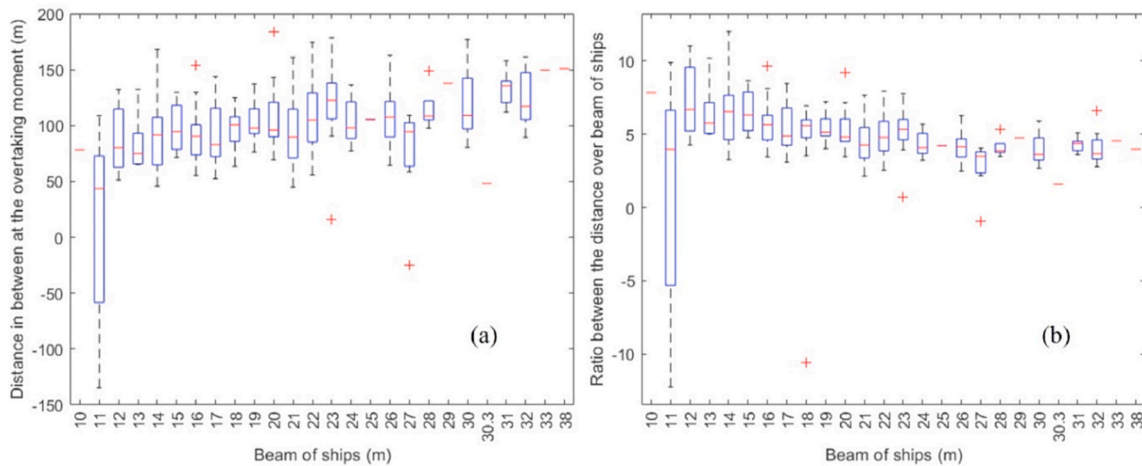 Distance in between at the overtaking moment (m)
200
150
100
50
0
-50
-100
-150
(a)
10 11 12 13 14 15 16 17 18 19 20 21 22 23 24 25 26 27 28 29 30 30.3 31 32 33 38
Beam of ships (m)
Ratio between the distance over beam of ships
10
5
0
-5
-10
(b)
10 11 12 13 14 15 16 17 18 19 20 21 22 23 24 25 26 27 28 29 30 30.3 31 32 33 38
Beam of ships (m)